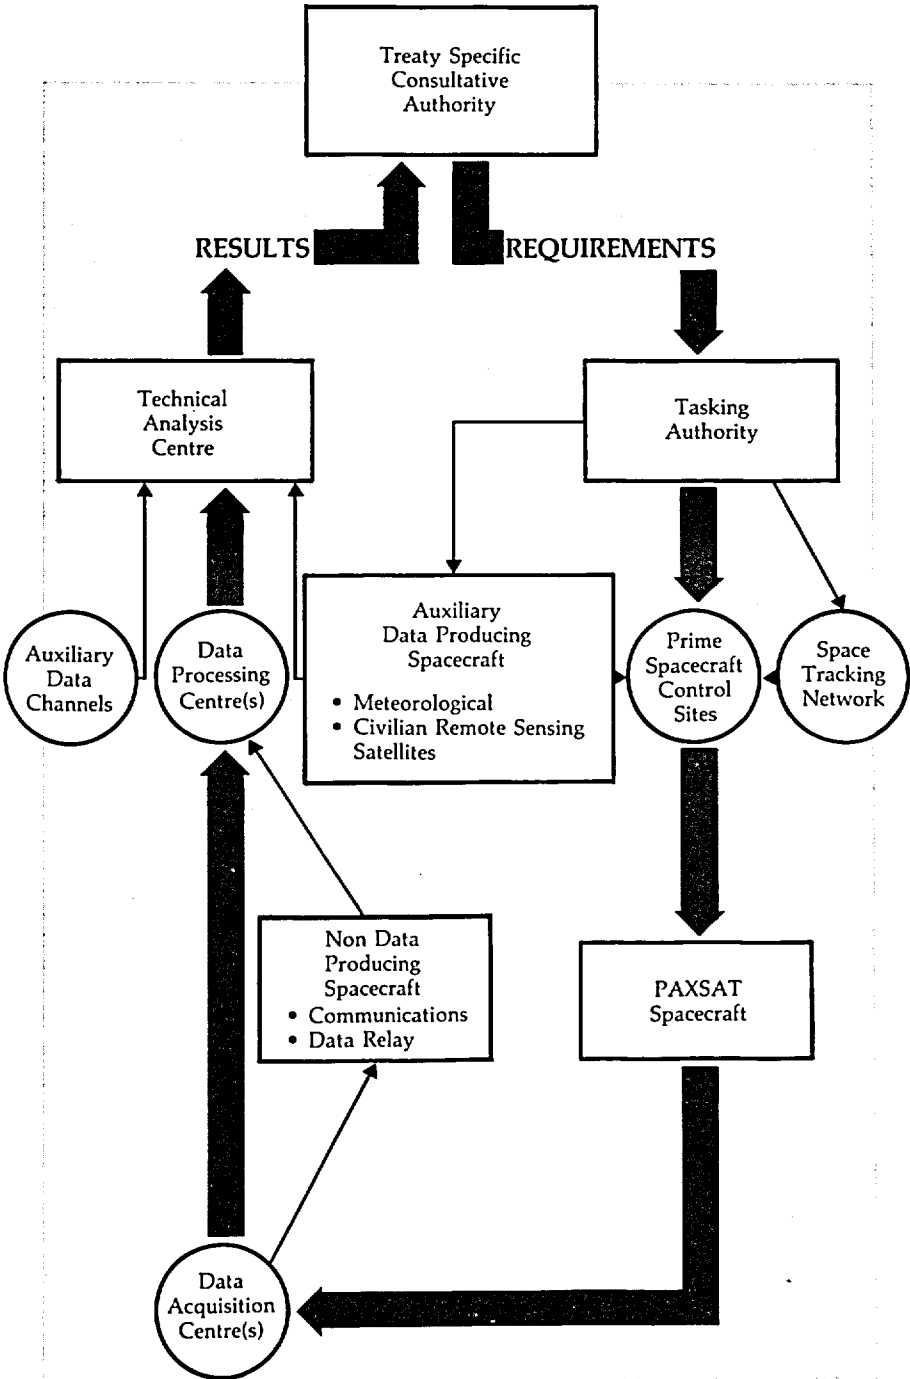 Treaty Specific
Consultative
Authority
RESULTS
REQUIREMENTS
Technical
Analysis
Centre
Tasking
Authority
Auxiliary
Data
Channels
Data
Processing
Centre(s)
Auxiliary
Data Producing
Spacecraft
• Meteorological
• Civilian Remote Sensing
Satellites
Prime
Spacecraft
Control
Sites
Space
Tracking
Network
Non Data
Producing
Spacecraft
• Communications
• Data Relay
PAXSAT
Spacecraft
Data
Acquisition
Centre(s)